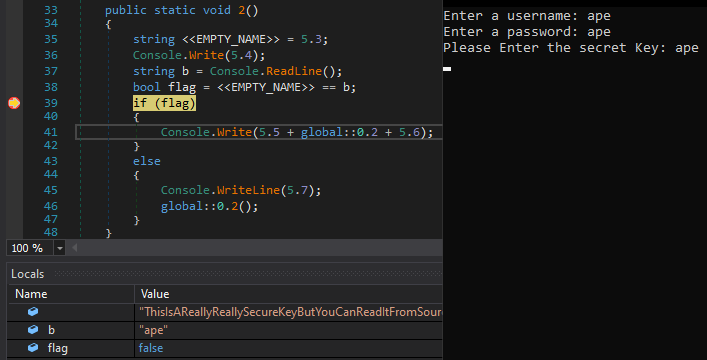 33 public static void 2()
34 {
35 string <<EMPTY_NAME>> = 5.3;
36 Console.Write(5.4);
37 string b = Console.ReadLine();
38 bool flag = <<EMPTY_NAME>> == b;
39 if (flag)
40 {
41 Console.Write(5.5 + global::0.2 + 5.6);
42 }
43 else
44 {
45 Console.WriteLine(5.7);
46 global::0.2();
47 }
48 }
100 %
Locals
Name Value
"ThisIsAReallyReallySecureKeyButYouCanReadItFromSour
b "ape"
flag false
Enter a username: ape
Enter a password: ape
Please Enter the secret Key: ape